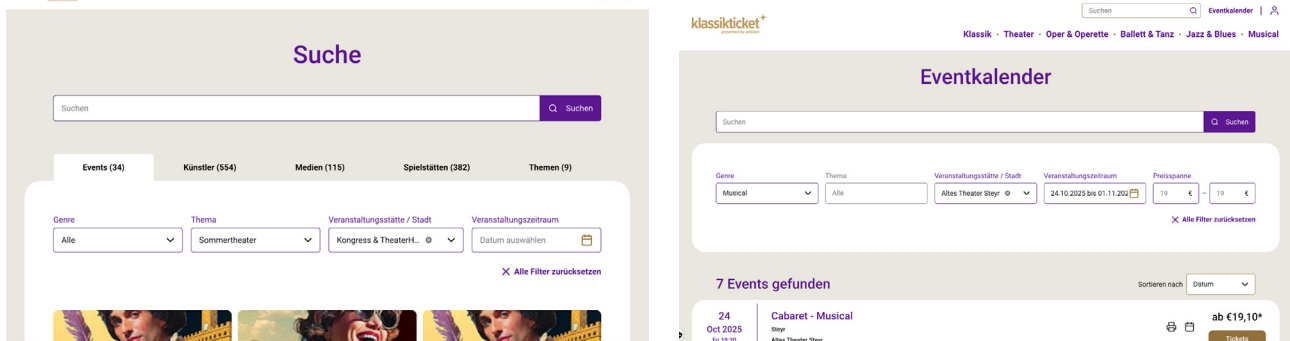 Suche
Suchen
Suchen
Events (34) Künstler (554) Medien (115) Spielstätten (382) Themen (9)
Genre Thema Veranstaltungsstätte / Stadt Veranstaltungszeitraum
Alle Sommertheater Kongress & TheaterH... Datum auswählen
Alle Filter zurücksetzen
klassikticket
Suchen Eventkalender
Klassik · Theater · Oper & Operette · Ballett & Tanz · Jazz & Blues · Musical
Eventkalender
Suchen
Suchen
Genre Thema Veranstaltungsstätte / Stadt Veranstaltungszeitraum Preisspanne
Musical Alle Altes Theater Steyr 24.10.2025 bis 01.11.202 19 € – 19 €
Alle Filter zurücksetzen
7 Events gefunden
Sortieren nach Datum
24 Cabaret - Musical ab €19,10*
Oct 2025 Steyr
Fr 19:30 Altes Theater Steyr Tickets